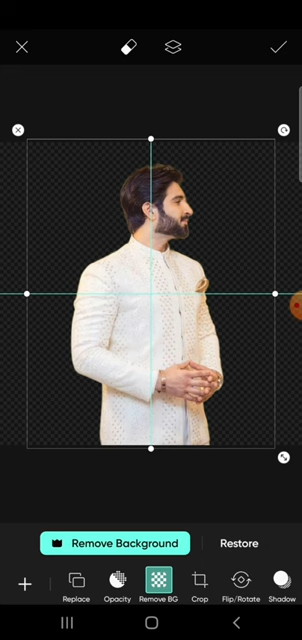 Remove Background
Restore
Replace
Opacity
Remove BG
Crop
Flip/Rotate
Shadow